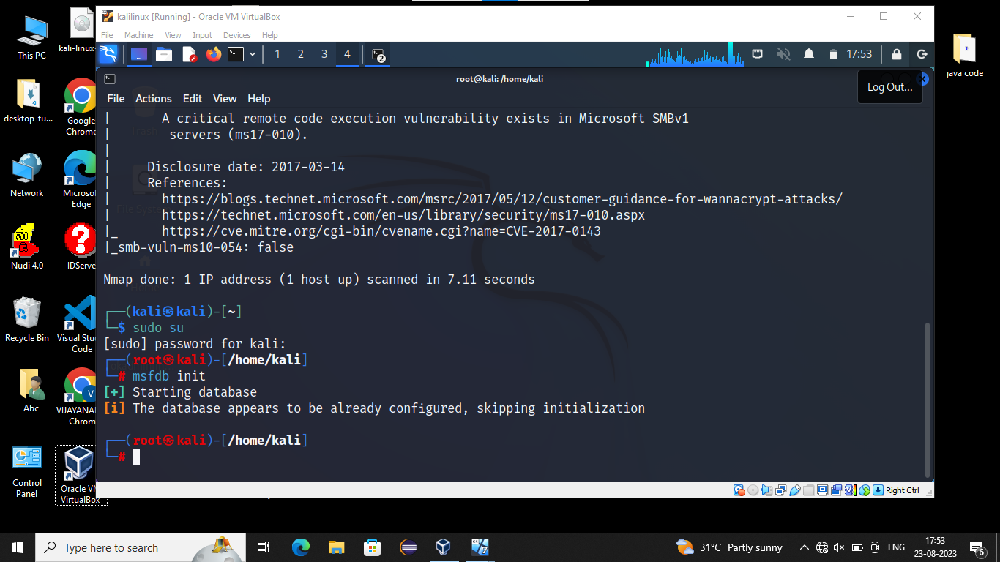 kalilinux [Running] - Oracle VM VirtualBox
File Machine View Input Devices Help
1 2 3 4 2 17:53
root@kali: /home/kali
Log Out...
File Actions Edit View Help
| A critical remote code execution vulnerability exists in Microsoft SMBv1
| servers (ms17-010).
|
| Disclosure date: 2017-03-14
| References:
| https://blogs.technet.microsoft.com/msrc/2017/05/12/customer-guidance-for-wannacrypt-attacks/
| https://technet.microsoft.com/en-us/library/security/ms17-010.aspx
|_ https://cve.mitre.org/cgi-bin/cvename.cgi?name=CVE-2017-0143
|_smb-vuln-ms10-054: false
Nmap done: 1 IP address (1 host up) scanned in 7.11 seconds
┌──(kali㉿kali)-[~]
└─$ sudo su
[sudo] password for kali:
┌──(root㉿kali)-[/home/kali]
└─# msfdb init
[+] Starting database
[i] The database appears to be already configured, skipping initialization
┌──(root㉿kali)-[/home/kali]
└─#
Right Ctrl
Trash
File System
Home
This PC
kali-linux-
desktop-tu...
Google
Chrome
Network
Microso
Edge
Nudi 4.0
IDServe
Recycle Bin
Visual Stu
Code
Abc
VIJAYANA
- Chrom
Control
Panel
Oracle VM
VirtualBox
java code
Type here to search
31°C Partly sunny
ENG
17:53
23-08-2023
6